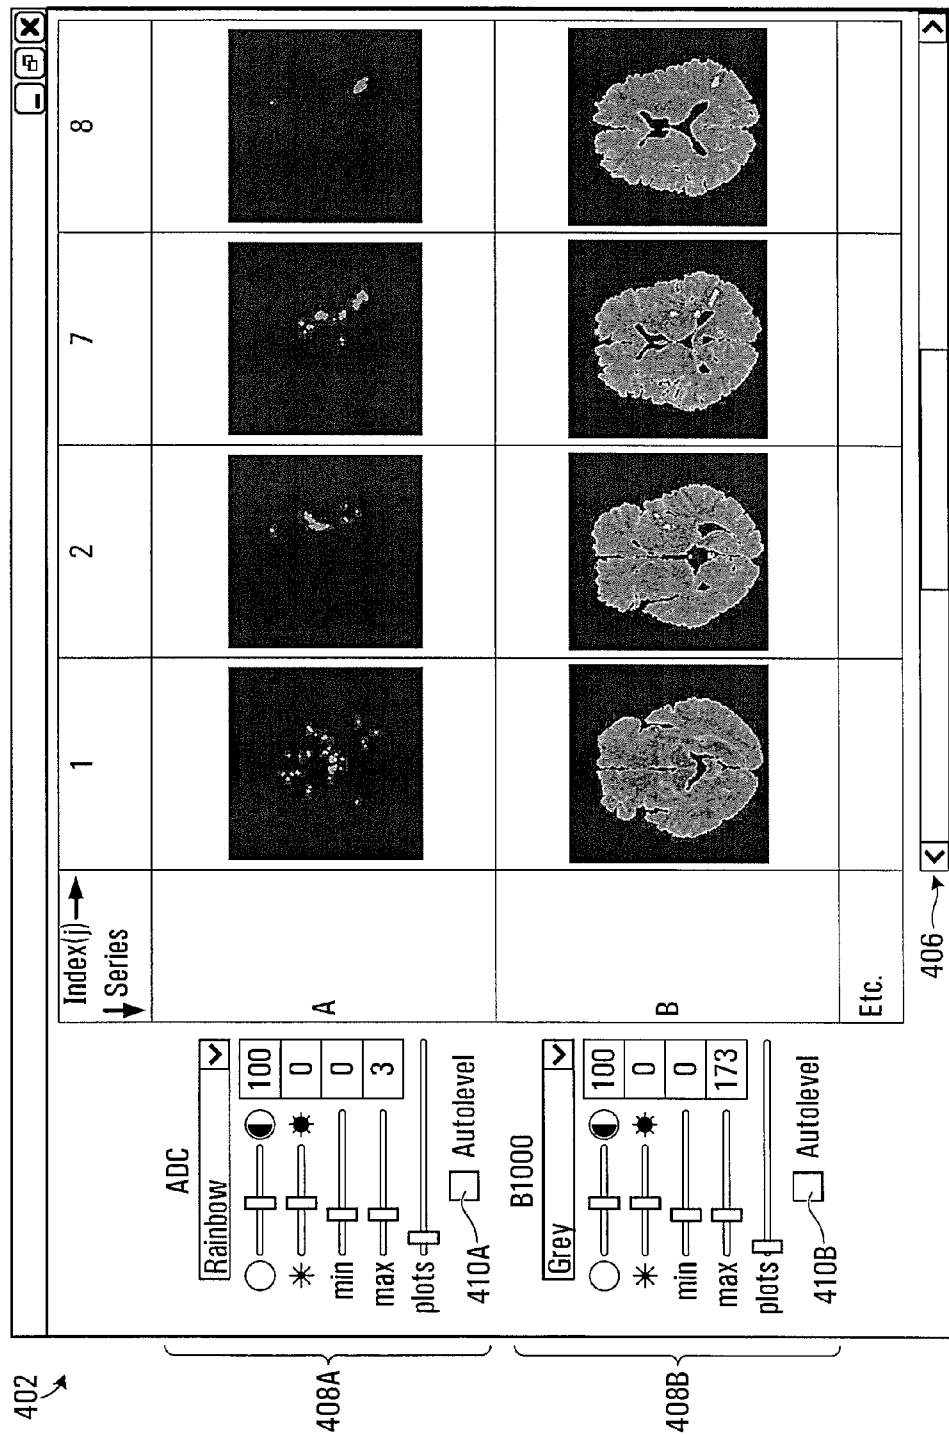 402
Index(j)
Series
1
2
7
8
408A
ADC
Rainbow
100
0
min
0
max
3
plots
410A
Autolevel
A
408B
B1000
Grey
100
0
min
0
max
173
plots
410B
Autolevel
B
Etc.
406